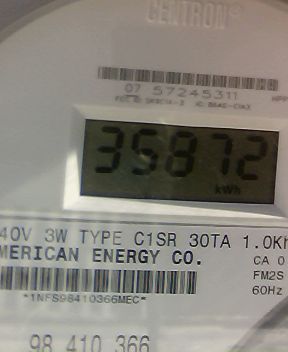 CENTRON®
07 57245311
35872
kWh
40V 3W TYPE C1SR 30TA 1.0Kh
MERICAN ENERGY CO.
CA 0
FM2S
60Hz
*1NFS98410366MEC*
98 410 366